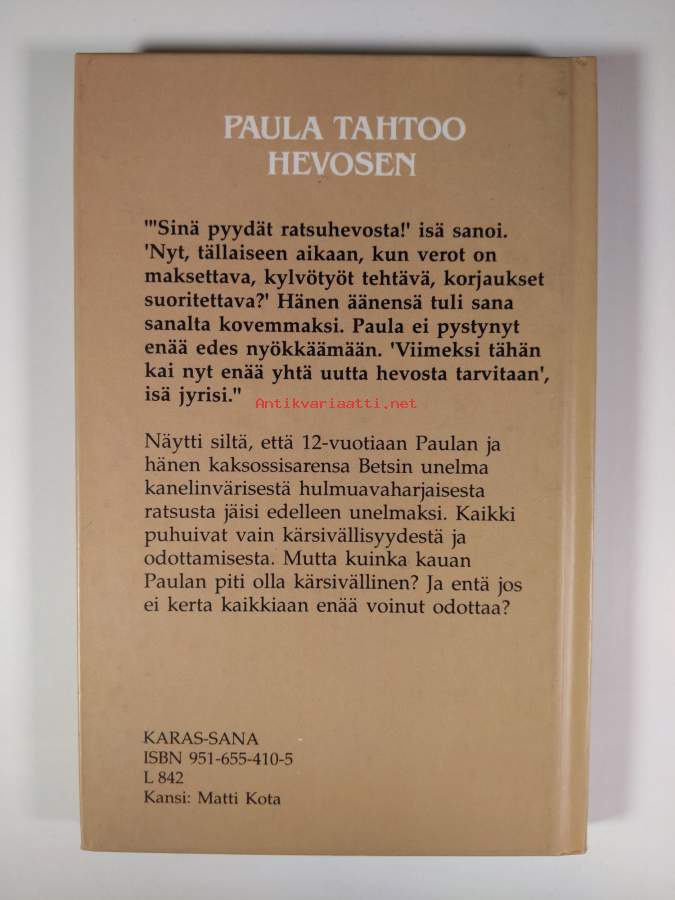 PAULA TAHTOO
HEVOSEN
"'Sinä pyydät ratsuhevosta!' isä sanoi.
'Nyt, tällaiseen aikaan, kun verot on
maksettava, kylvötyöt tehtävä, korjaukset
suoritettava?' Hänen äänensä tuli sana
sanalta kovemmaksi. Paula ei pystynyt
enää edes nyökkäämään. 'Viimeksi tähän
kai nyt enää yhtä uutta hevosta tarvitaan',
isä jyrisi."
Antikvariaatti.net
Näytti siltä, että 12-vuotiaan Paulan ja
hänen kaksossisarensa Betsin unelma
kanelinvärisestä hulmuavaharjaisesta
ratsusta jäisi edelleen unelmaksi. Kaikki
puhuivat vain kärsivällisyydestä ja
odottamisesta. Mutta kuinka kauan
Paulan piti olla kärsivällinen? Ja entä jos
ei kerta kaikkiaan enää voinut odottaa?
KARAS-SANA
ISBN 951-655-410-5
L 842
Kansi: Matti Kota